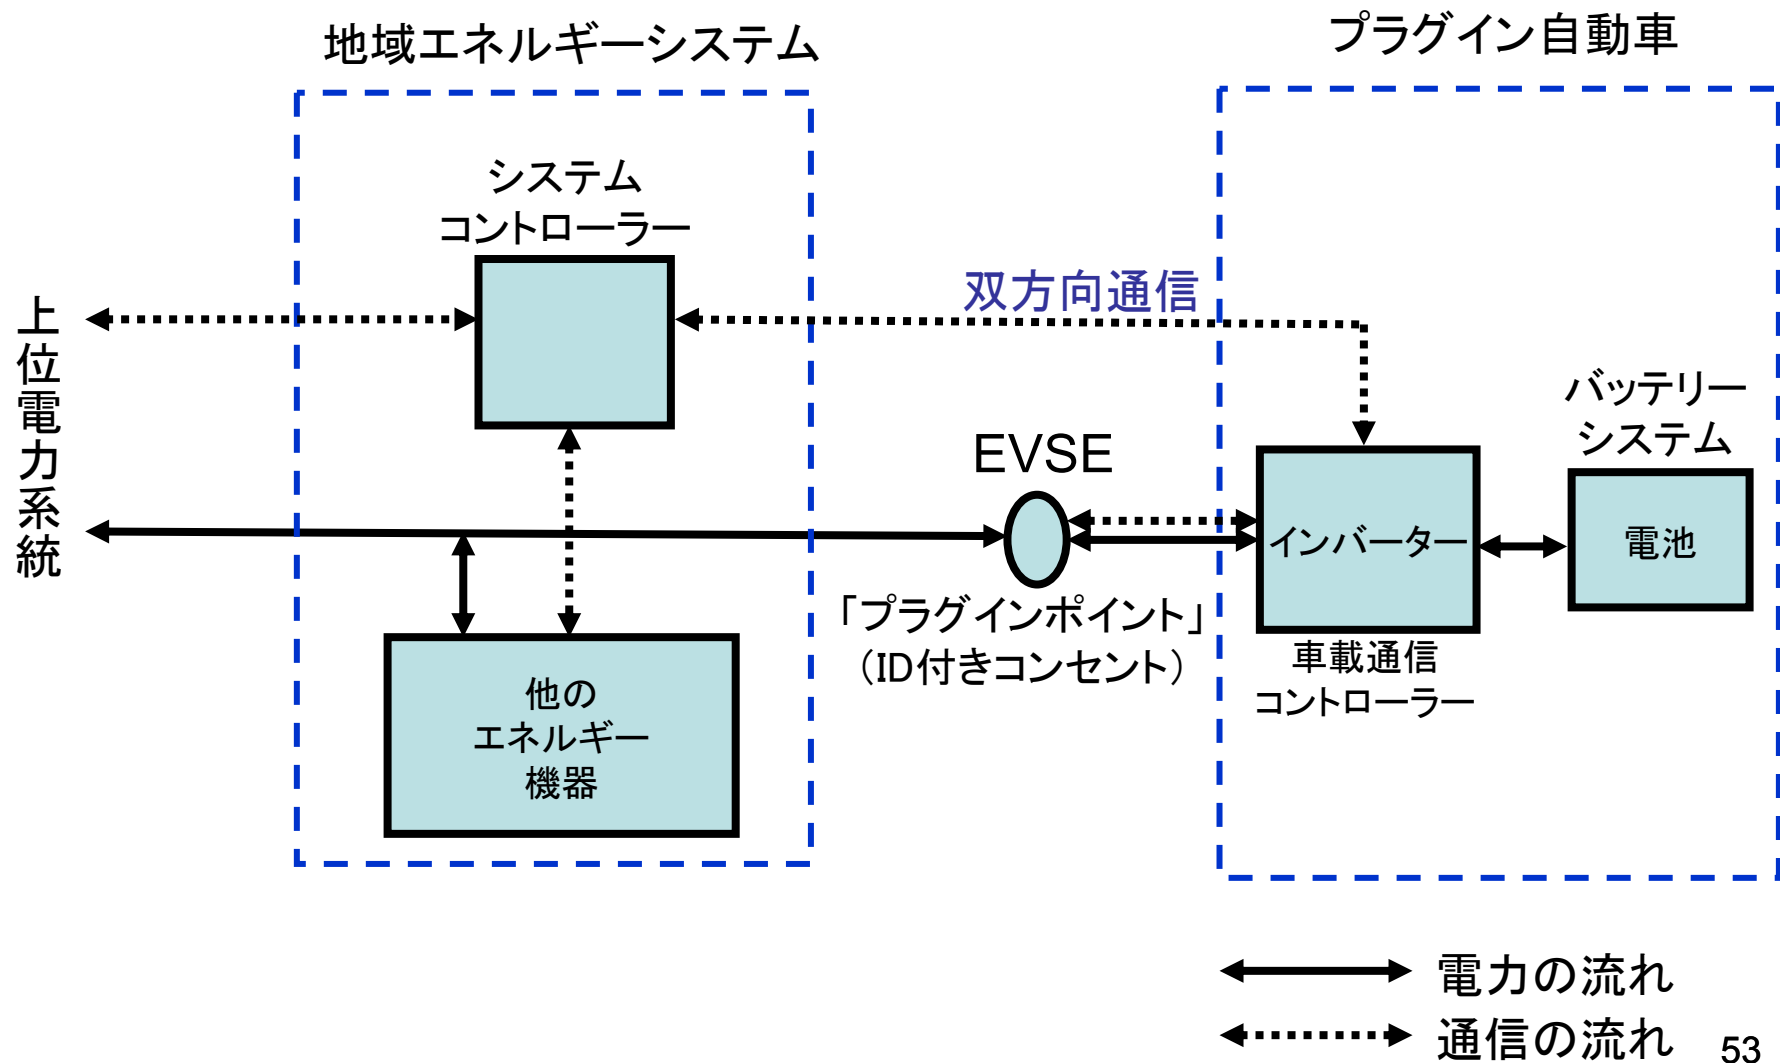 地域エネルギーシステム
プラグイン自動車
システム
コントローラー
双方向通信
上位電力系統
バッテリー
システム
EVSE
インバーター
電池
「プラグインポイント」
（ID付きコンセント）
車載通信
コントローラー
他の
エネルギー
機器
電力の流れ
通信の流れ
53